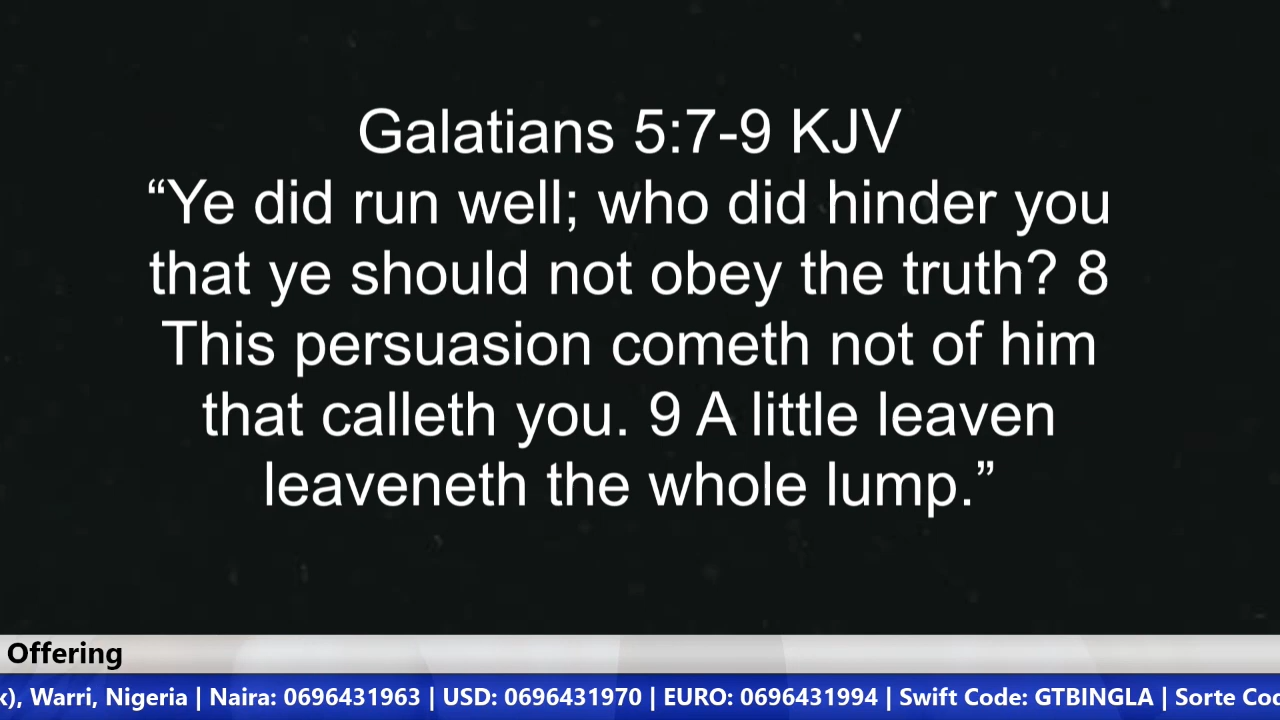 Galatians 5:7-9 KJV
“Ye did run well; who did hinder you
that ye should not obey the truth? 8
This persuasion cometh not of him
that calleth you. 9 A little leaven
leaveneth the whole lump.”
Offering
), Warri, Nigeria | Naira: 0696431963 | USD: 0696431970 | EURO: 0696431994 | Swift Code: GTBINGLA | Sorte